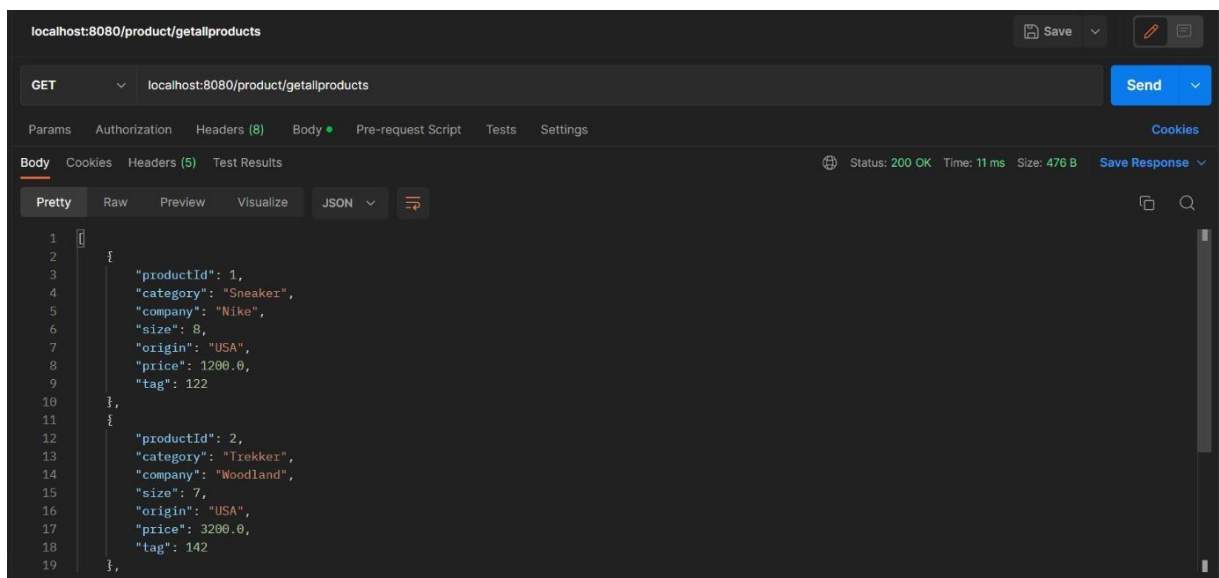 localhost:8080/product/getallproducts
Save
GET localhost:8080/product/getallproducts Send
Params Authorization Headers (8) Body Pre-request Script Tests Settings Cookies
Body Cookies Headers (5) Test Results Status: 200 OK Time: 11 ms Size: 476 B Save Response
Pretty Raw Preview Visualize JSON
1 [
2 {
3 "productId": 1,
4 "category": "Sneaker",
5 "company": "Nike",
6 "size": 8,
7 "origin": "USA",
8 "price": 1200.0,
9 "tag": 122
10 },
11 {
12 "productId": 2,
13 "category": "Trekker",
14 "company": "Woodland",
15 "size": 7,
16 "origin": "USA",
17 "price": 3200.0,
18 "tag": 142
19 },